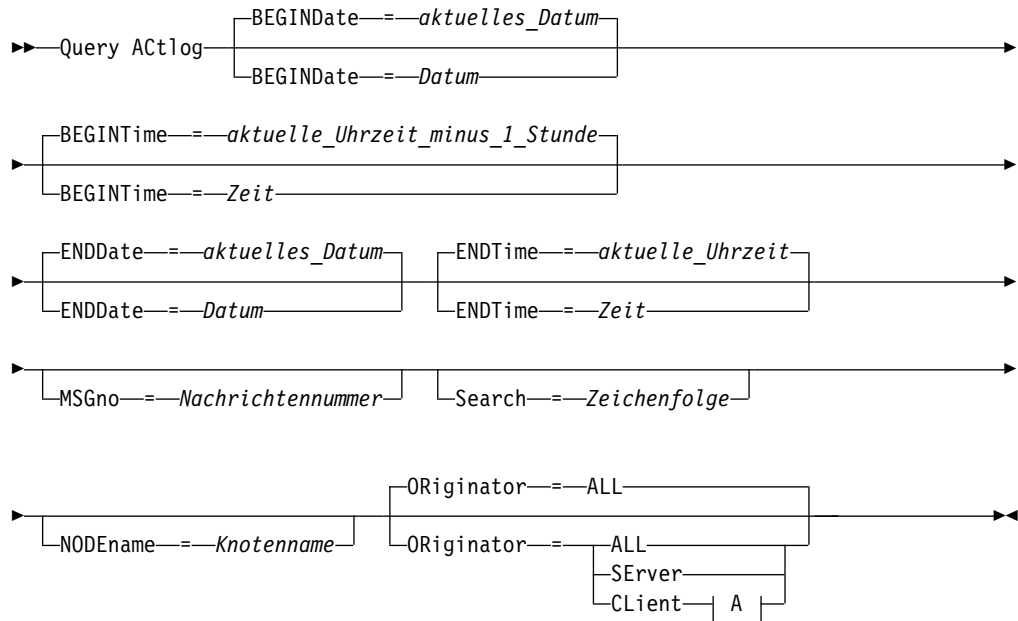 BEGINDate = aktuelles_Datum
Query ACtlog
BEGINDate = Datum
BEGINTime = aktuelle_Uhrzeit_minus_1_Stunde
BEGINTime = Zeit
ENDDate = aktuelles_Datum ENDTime = aktuelle_Uhrzeit
ENDDate = Datum ENDTime = Zeit
MSGno = Nachrichtennummer Search = Zeichenfolge
ORiginator = ALL
NODEname = Knotenname ORiginator = ALL
SErver
CLient A